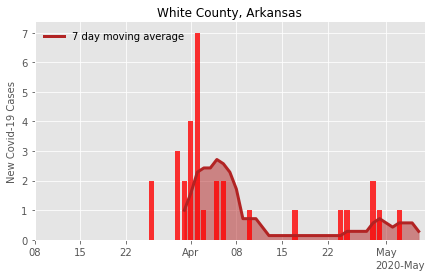 White County, Arkansas
7 day moving average
New Covid-19 Cases
7
6
5
4
3
2
1
0
08 15 22 Apr 08 15 22 May
2020-May